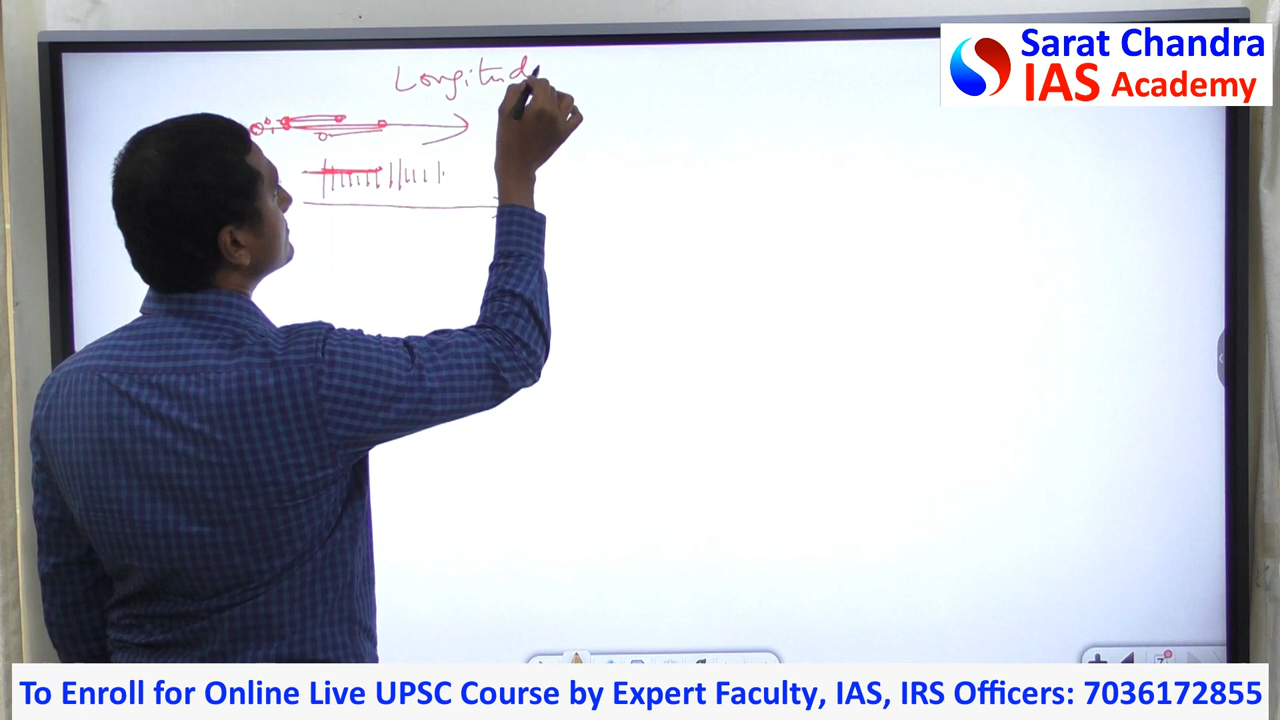 Longitud
Sarat Chandra
IAS Academy
To Enroll for Online Live UPSC Course by Expert Faculty, IAS, IRS Officers: 7036172855